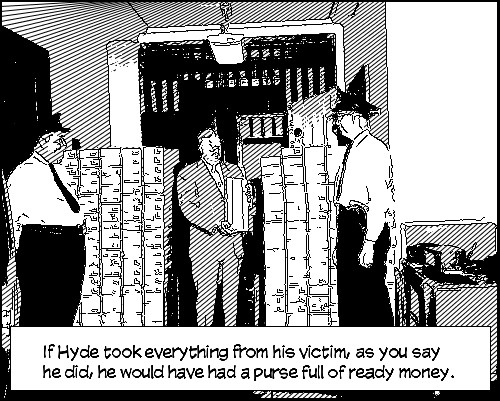 If Hyde took everything from his victim, as you say
he did, he would have had a purse full of ready money.